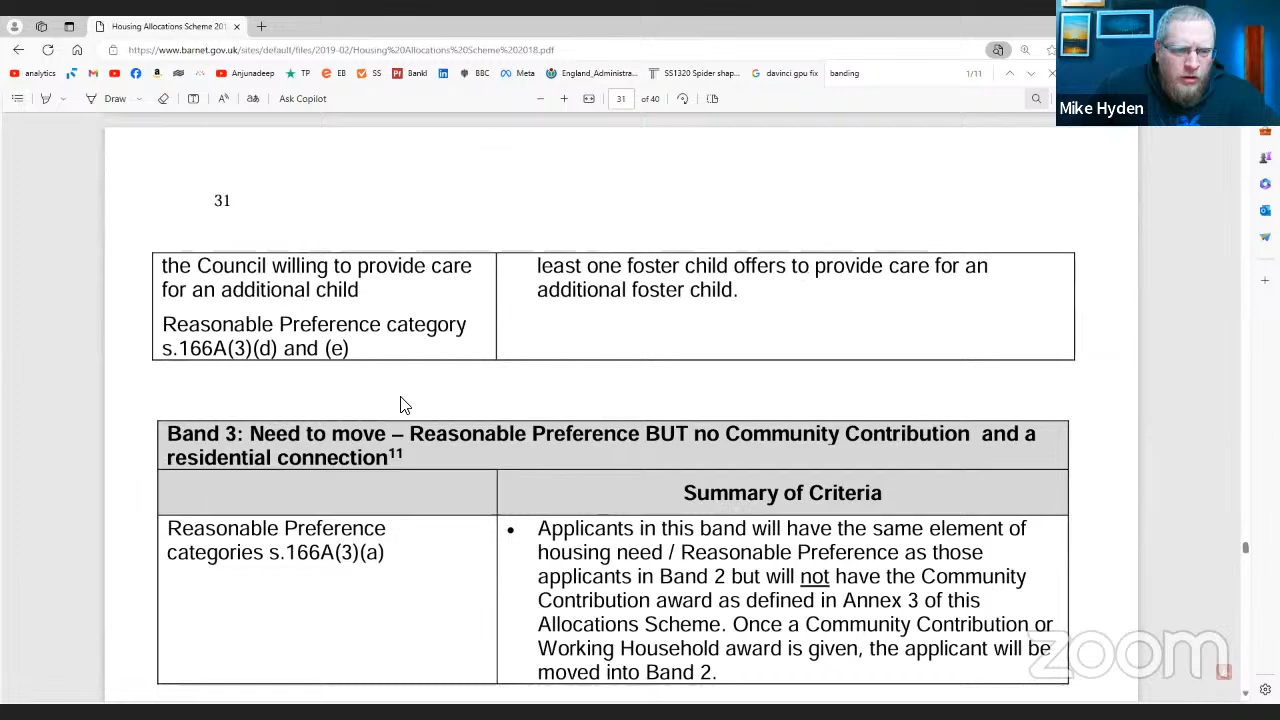 Housing Allocations Scheme 201
https://www.barnet.gov.uk/sites/default/files/2019-02/Housing%20Allocations%20Scheme%202018.pdf
analytics
Anjunadeep
TP
EB
SS
Bankl
BBC
Meta
England_Administra...
SS1320 Spider shap...
davinci gpu fix
banding
1/11
Draw
Ask Copilot
31
of 40
Mike Hyden
31
the Council willing to provide care
for an additional child
Reasonable Preference category
s.166A(3)(d) and (e)
least one foster child offers to provide care for an
additional foster child.
Band 3: Need to move – Reasonable Preference BUT no Community Contribution and a
residential connection11
Summary of Criteria
Reasonable Preference
categories s.166A(3)(a)
• Applicants in this band will have the same element of
housing need / Reasonable Preference as those
applicants in Band 2 but will not have the Community
Contribution award as defined in Annex 3 of this
Allocations Scheme. Once a Community Contribution or
Working Household award is given, the applicant will be
moved into Band 2.
zoom